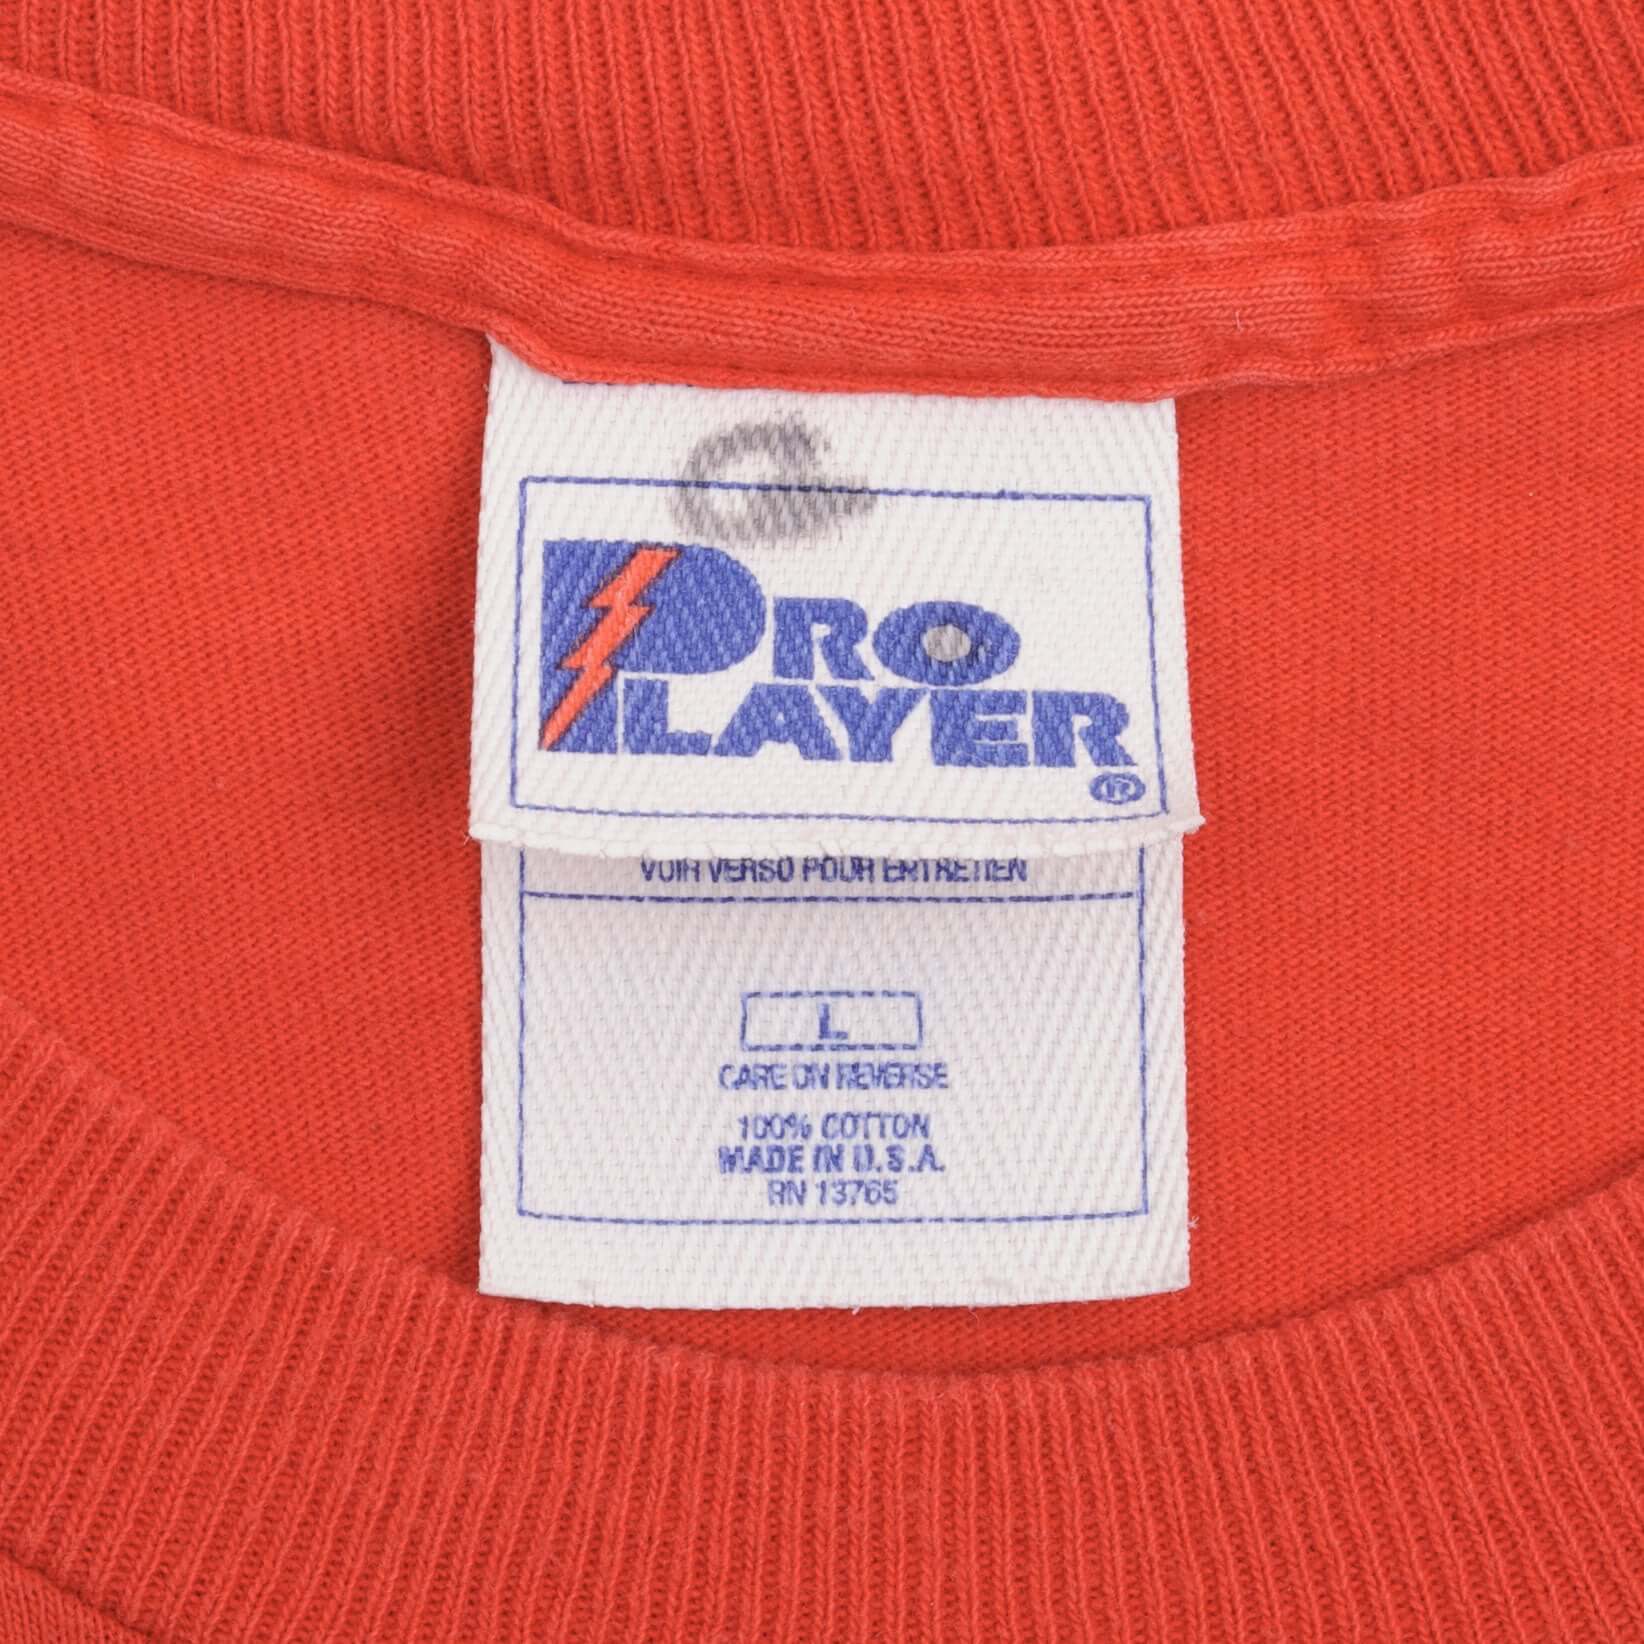 PRO
PLAYER
®
VOIR VERSO POUR ENTRETIEN
L
CARE ON REVERSE
100% COTTON
MADE IN U.S.A.
RN 13765